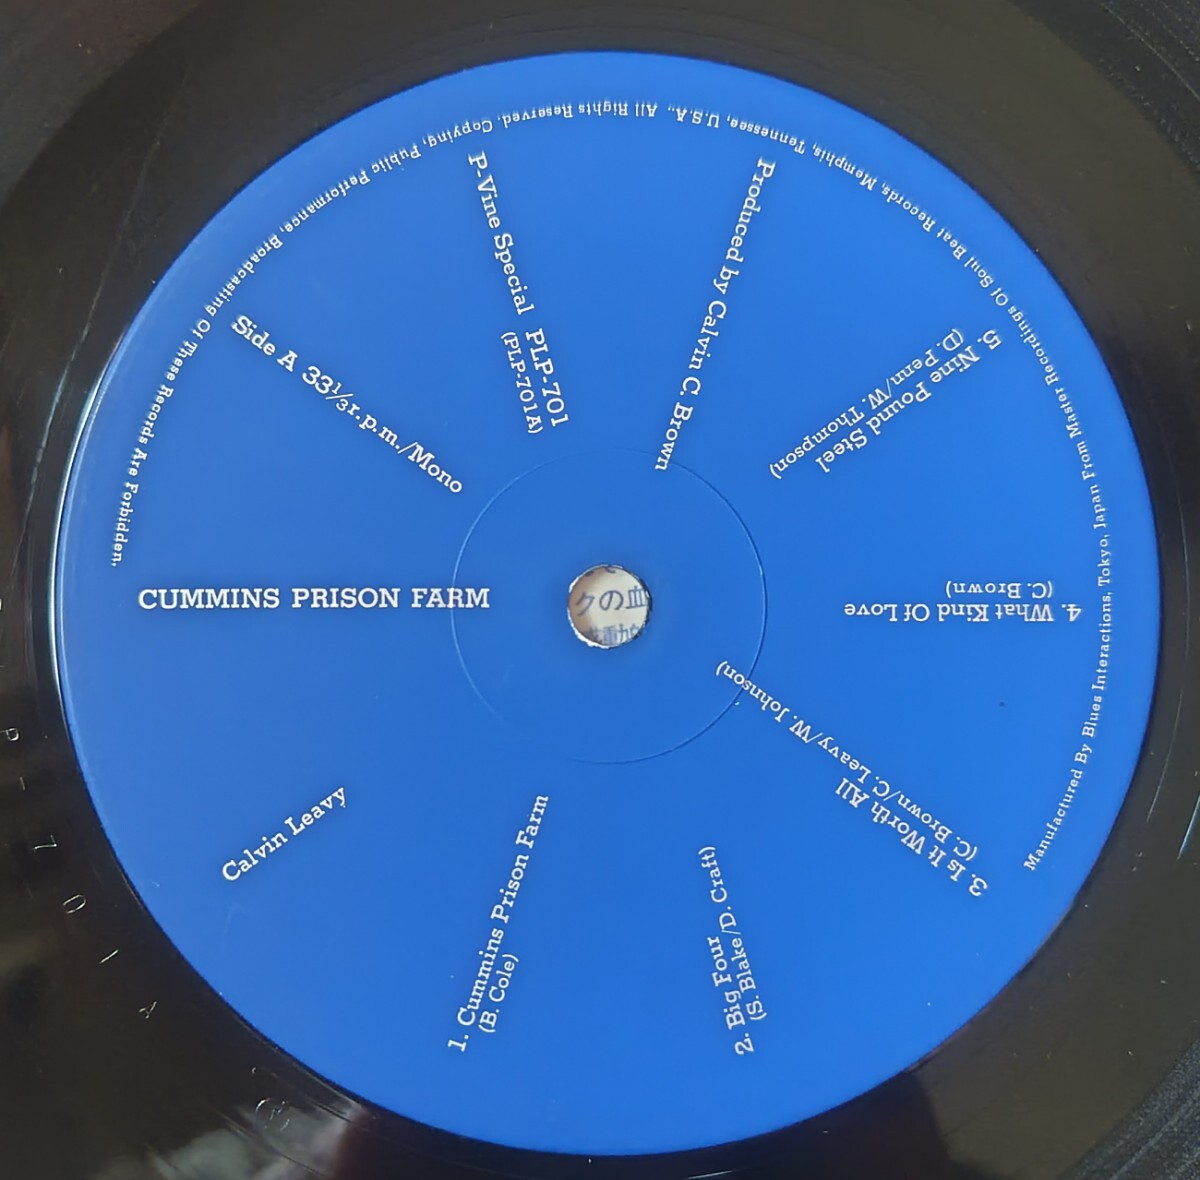 CUMMINS PRISON FARM
Calvin Leavy
1. Cummins Prison Farm
(B. Cole)
2. Big Four
(S. Blake/D. Craft)
3. Is It Worth All
(C. Brown/C. Leavy/W. Johnson)
4. What Kind Of Love
(C. Brown)
5. Nine Pound Steel
(D. Penn/W. Thompson)
Produced by Calvin C. Brown
P-Vine Special PLP-701
(PLP-701A)
Side A 33⅓r.p.m./Mono
Manufactured By Blues Interactions, Tokyo, Japan From Master Recordings Of Soul Beat Records, Memphis, Tennessee, U.S.A.. All Rights Reserved. Copying, Public Performance, Broadcasting Of These Records Are Forbidden.
クの血